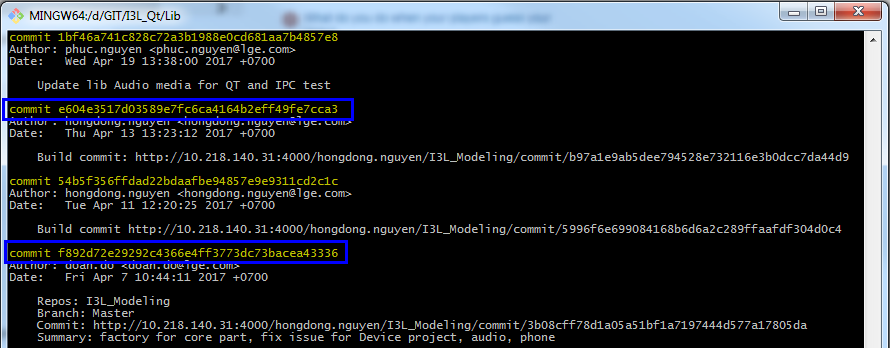 MINGW64:/d/GIT/I3L_Qt/Lib
commit 1bf46a741c828c72a3b1988e0cd681aa7b4857e8
Author: phuc.nguyen <phuc.nguyen@lge.com>
Date:   Wed Apr 19 13:38:00 2017 +0700
Update lib Audio media for QT and IPC test
commit e604e3517d03589e7fc6ca4164b2eff49fe7cca3
Author: hongdong.nguyen <hongdong.nguyen@lge.com>
Date:   Thu Apr 13 13:23:12 2017 +0700
Build commit: http://10.218.140.31:4000/hongdong.nguyen/I3L_Modeling/commit/b97a1e9ab5dee794528e732116e3b0dcc7da44d9
commit 54b5f356ffdad22bdaafbe94857e9e9311cd2c1c
Author: hongdong.nguyen <hongdong.nguyen@lge.com>
Date:   Tue Apr 11 12:20:25 2017 +0700
Build commit http://10.218.140.31:4000/hongdong.nguyen/I3L_Modeling/commit/5996f6e699084168b6d6a2c289ffaafdf304d0c4
commit f892d72e29292c4366e4ff3773dc73bacea43336
Author: doan.do <doan.do@lge.com>
Date:   Fri Apr 7 10:44:11 2017 +0700
Repos: I3L_Modeling
Branch: Master
Commit: http://10.218.140.31:4000/hongdong.nguyen/I3L_Modeling/commit/3b08cff78d1a05a51bf1a7197444d577a17805da
Summary: factory for core part, fix issue for Device project, audio, phone